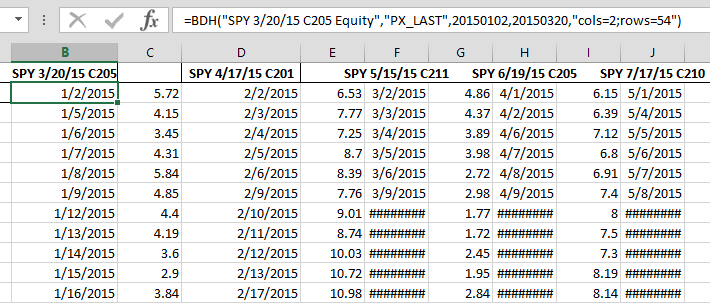 fx =BDH("SPY 3/20/15 C205 Equity","PX_LAST",20150102,20150320,"cols=2;rows=54")
B C D E F G H I J
SPY 3/20/15 C205 SPY 4/17/15 C201 SPY 5/15/15 C211 SPY 6/19/15 C205 SPY 7/17/15 C210
1/2/2015 5.72 2/2/2015 6.53 3/2/2015 4.86 4/1/2015 6.15 5/1/2015
1/5/2015 4.15 2/3/2015 7.77 3/3/2015 4.37 4/2/2015 6.39 5/4/2015
1/6/2015 3.45 2/4/2015 7.25 3/4/2015 3.89 4/6/2015 7.12 5/5/2015
1/7/2015 4.31 2/5/2015 8.7 3/5/2015 3.98 4/7/2015 6.8 5/6/2015
1/8/2015 5.84 2/6/2015 8.39 3/6/2015 2.72 4/8/2015 6.91 5/7/2015
1/9/2015 4.85 2/9/2015 7.76 3/9/2015 2.98 4/9/2015 7.4 5/8/2015
1/12/2015 4.4 2/10/2015 9.01 ######## 1.77 ######## 8 ########
1/13/2015 4.19 2/11/2015 8.74 ######## 1.72 ######## 7.5 ########
1/14/2015 3.6 2/12/2015 10.03 ######## 2.45 ######## 7.3 ########
1/15/2015 2.9 2/13/2015 10.72 ######## 1.95 ######## 8.19 ########
1/16/2015 3.84 2/17/2015 10.98 ######## 2.84 ######## 8.14 ########